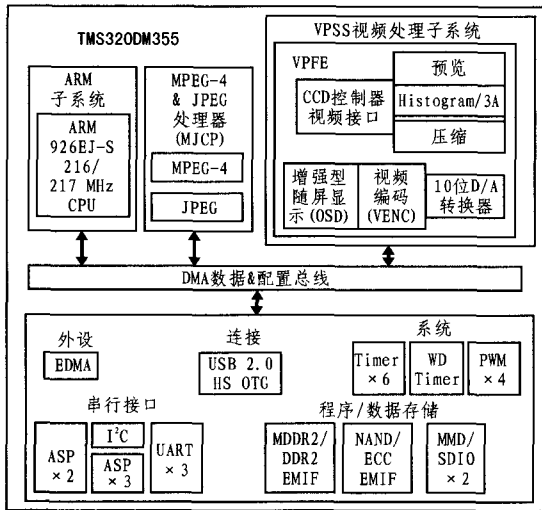 TMS320DM355
ARM
子系统
ARM
926EJ-S
216/
217 MHz
CPU
MPEG-4
& JPEG
处理器
(MJCP)
MPEG-4
JPEG
VPSS视频处理子系统
VPFE
CCD控制器
视频接口
预览
Histogram/3A
压缩
增强型
随屏显
示(OSD)
视频
编码
(VENC)
10位D/A
转换器
DMA数据&配置总线
外设
EDMA
连接
USB 2.0
HS OTG
系统
Timer
×6
WD
Timer
PWM
×4
串行接口
ASP
×2
I²C
ASP
×3
UART
×3
程序/数据存储
MDDR2/
DDR2
EMIF
NAND/
ECC
EMIF
MMD/
SDIO
×2